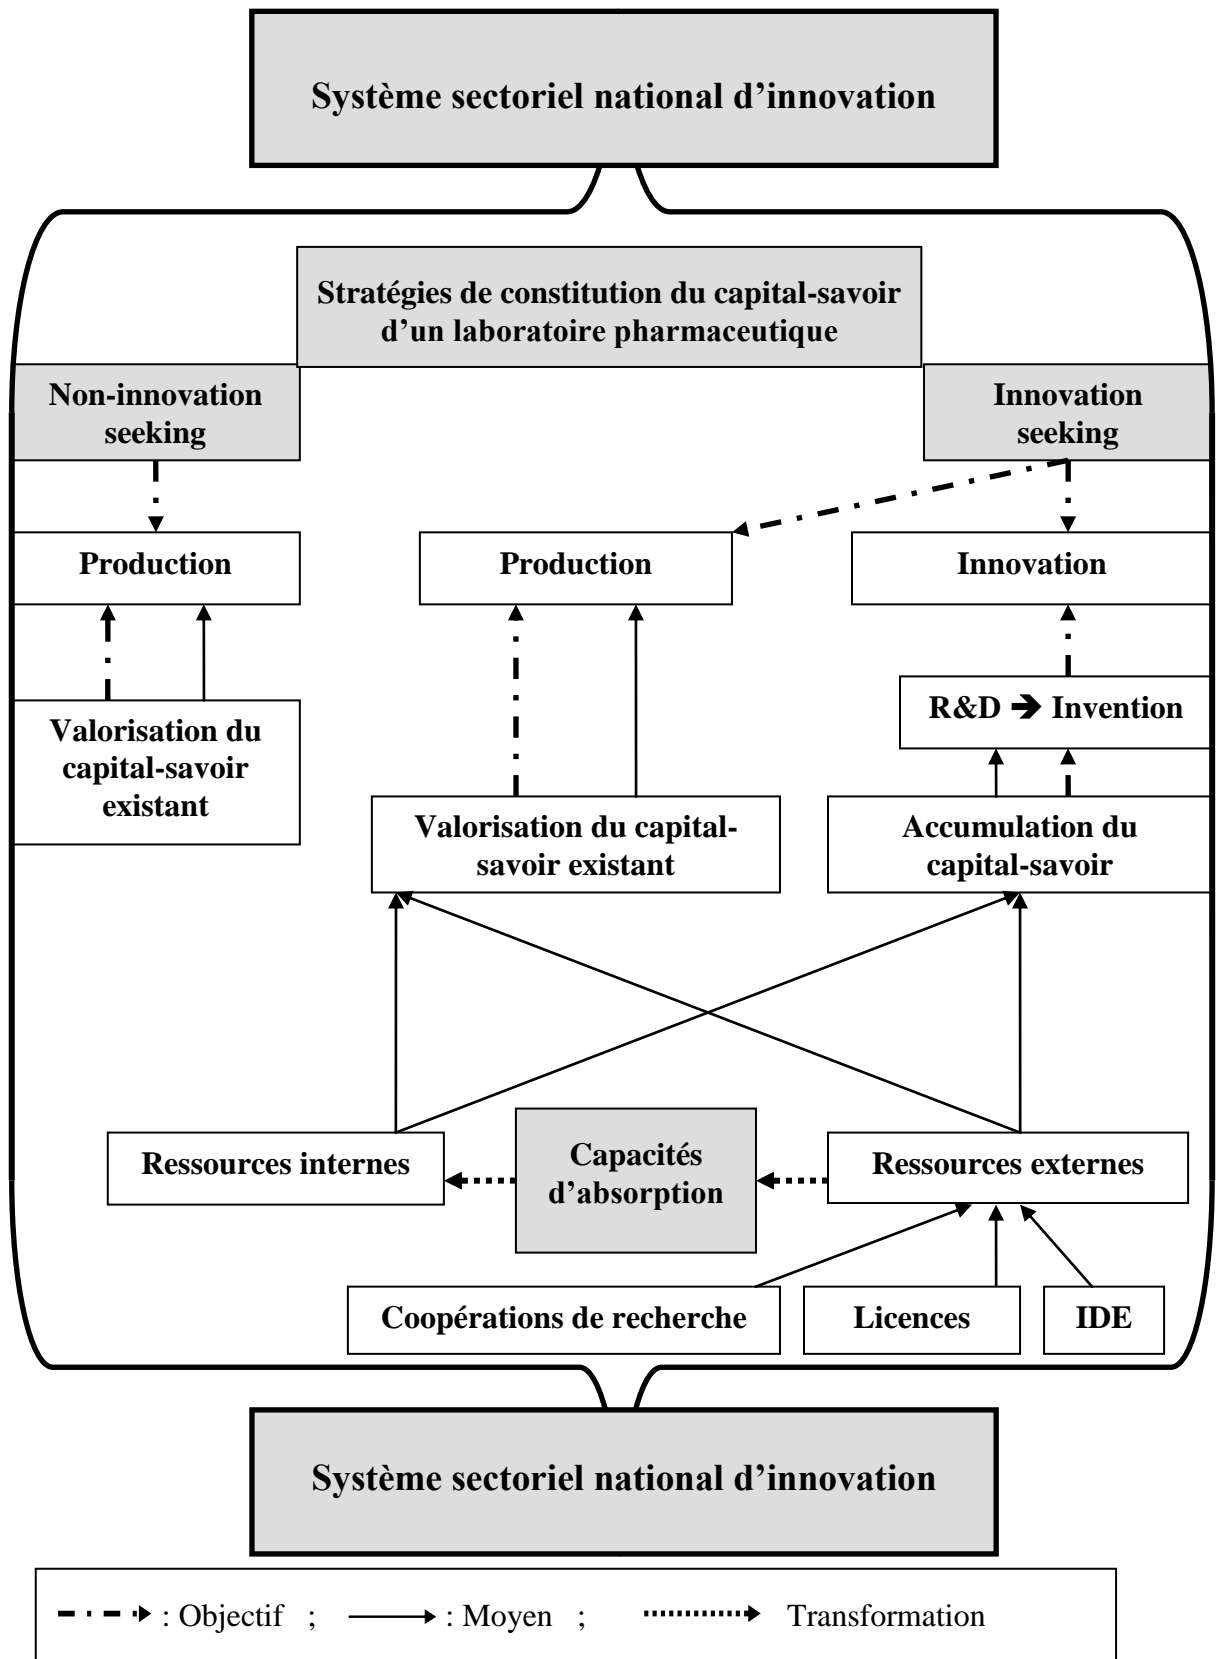 Système sectoriel national d’innovation
Stratégies de constitution du capital-savoir
d’un laboratoire pharmaceutique
Non-innovation
seeking
Innovation
seeking
Production
Production
Innovation
R&D ➔ Invention
Valorisation du
capital-savoir
existant
Valorisation du capital-
savoir existant
Accumulation du
capital-savoir
Ressources internes
Capacités
d’absorption
Ressources externes
Coopérations de recherche
Licences
IDE
Système sectoriel national d’innovation
: Objectif ; : Moyen ; Transformation